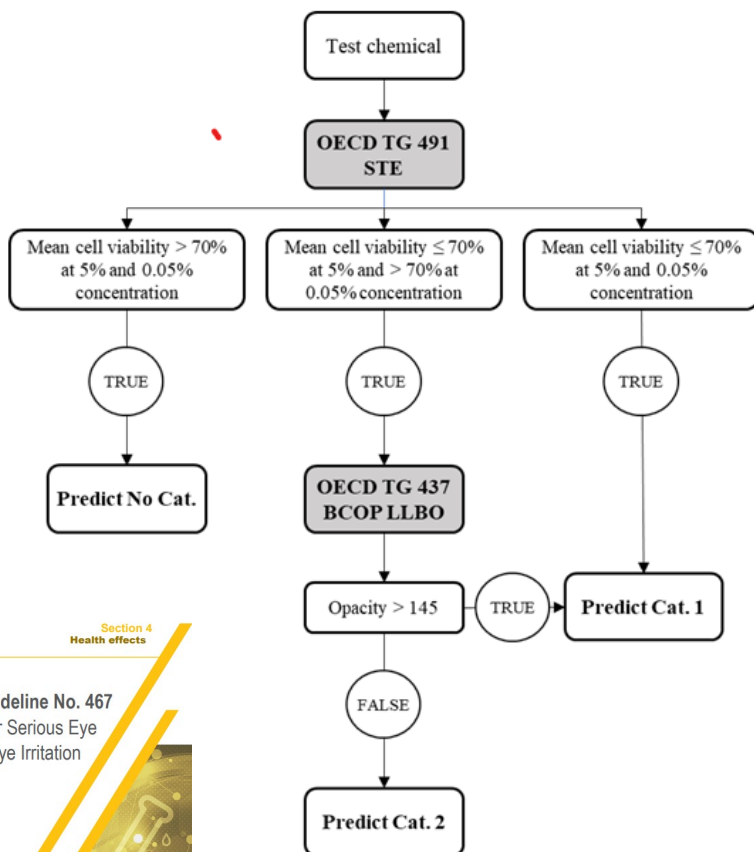 Test chemical
OECD TG 491
STE
Mean cell viability > 70%
at 5% and 0.05%
concentration
Mean cell viability ≤ 70%
at 5% and > 70% at
0.05% concentration
Mean cell viability ≤ 70%
at 5% and 0.05%
concentration
TRUE
TRUE
TRUE
Predict No Cat.
OECD TG 437
BCOP LLBO
Opacity > 145
TRUE
Predict Cat. 1
FALSE
Predict Cat. 2
Section 4
Health effects
No. 467
Serious Eye
Irritation